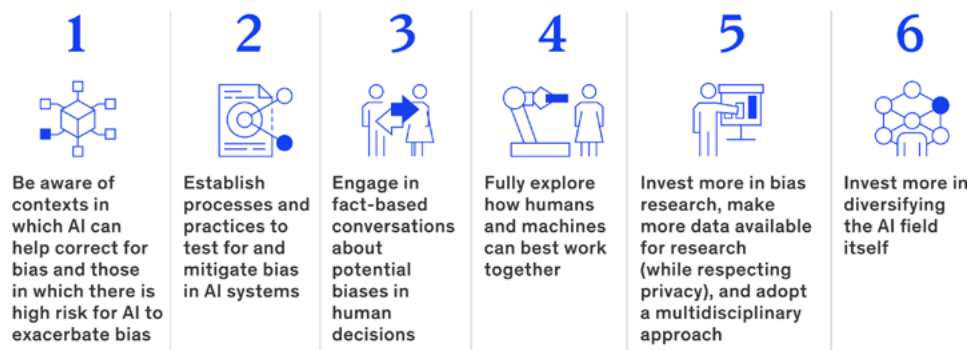 1
Be aware of
contexts in
which AI can
help correct for
bias and those
in which there is
high risk for AI to
exacerbate bias
2
Establish
processes and
practices to
test for and
mitigate bias
in AI systems
3
Engage in
fact-based
conversations
about
potential
biases in
human
decisions
4
Fully explore
how humans
and machines
can best work
together
5
Invest more in bias
research, make
more data available
for research
(while respecting
privacy), and adopt
a multidisciplinary
approach
6
Invest more in
diversifying
the AI field
itself